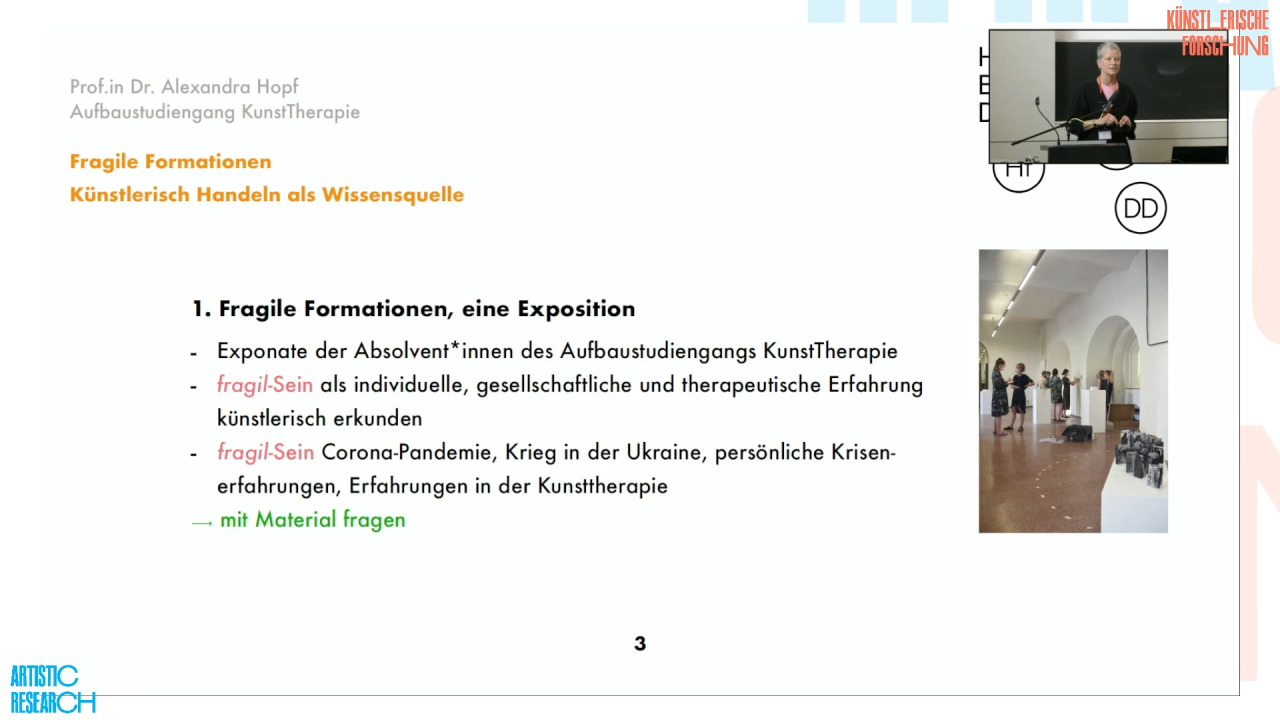 KÜNSTLERISCHE
FORSCHUNG
Prof.in Dr. Alexandra Hopf
Aufbaustudiengang KunstTherapie
Fragile Formationen
Künstlerisch Handeln als Wissensquelle
H
D
DD
1. Fragile Formationen, eine Exposition
- Exponate der Absolvent*innen des Aufbaustudiengangs KunstTherapie
- fragil-Sein als individuelle, gesellschaftliche und therapeutische Erfahrung
künstlerisch erkunden
- fragil-Sein Corona-Pandemie, Krieg in der Ukraine, persönliche Krisen-
erfahrungen, Erfahrungen in der Kunsttherapie
→ mit Material fragen
3
ARTISTIC
RESEARCH